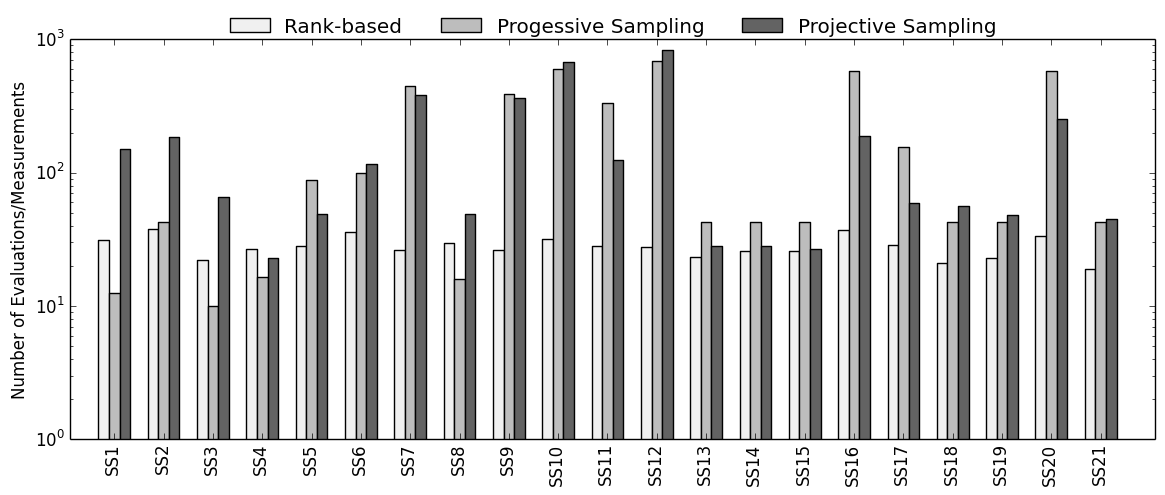 Rank-based Progessive Sampling Projective Sampling
Number of Evaluations/Measurements
10^3
10^2
10^1
10^0
SS1 SS2 SS3 SS4 SS5 SS6 SS7 SS8 SS9 SS10 SS11 SS12 SS13 SS14 SS15 SS16 SS17 SS18 SS19 SS20 SS21